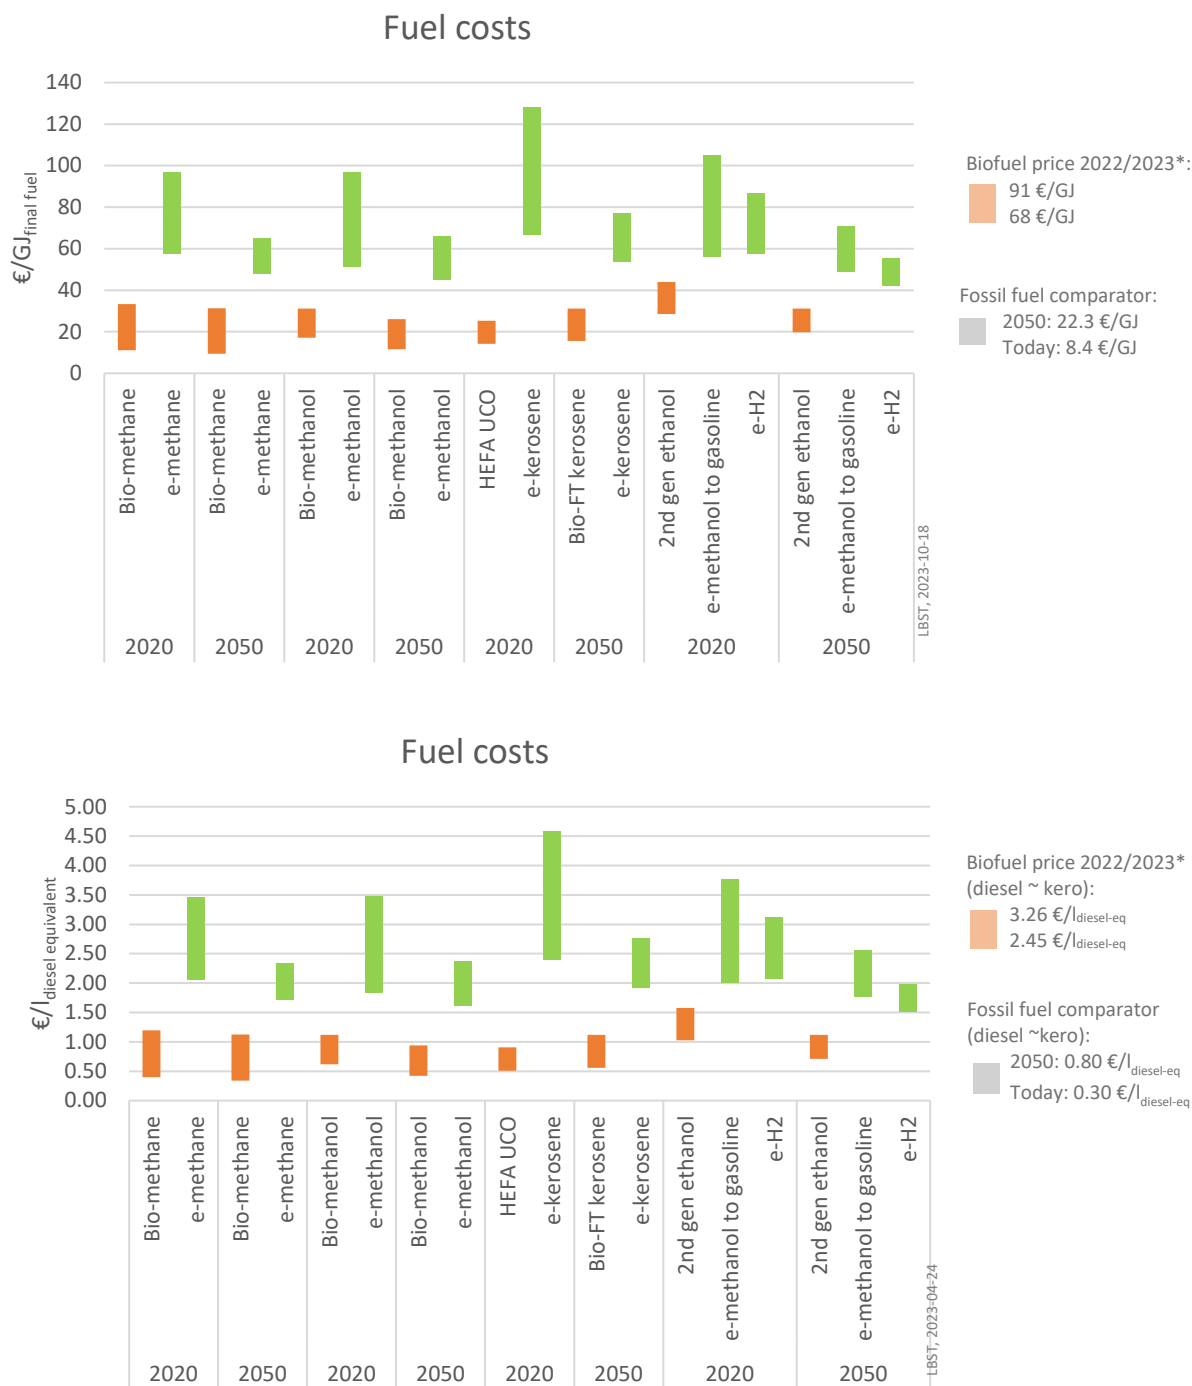 Fuel costs
140
120
100
80
60
40
20
0
€/GJfinal fuel
Bio-methane
e-methane
Bio-methane
e-methane
Bio-methanol
e-methanol
Bio-methanol
e-methanol
HEFA UCO
e-kerosene
Bio-FT kerosene
e-kerosene
2nd gen ethanol
e-methanol to gasoline
e-H2
2nd gen ethanol
e-methanol to gasoline
e-H2
2020
2050
2020
2050
2020
2050
2020
2050
LBST, 2023-10-18
Biofuel price 2022/2023*:
91 €/GJ
68 €/GJ
Fossil fuel comparator:
2050: 22.3 €/GJ
Today: 8.4 €/GJ
Fuel costs
5.00
4.50
4.00
3.50
3.00
2.50
2.00
1.50
1.00
0.50
0.00
€/ldiesel equivalent
Bio-methane
e-methane
Bio-methane
e-methane
Bio-methanol
e-methanol
Bio-methanol
e-methanol
HEFA UCO
e-kerosene
Bio-FT kerosene
e-kerosene
2nd gen ethanol
e-methanol to gasoline
e-H2
2nd gen ethanol
e-methanol to gasoline
e-H2
2020
2050
2020
2050
2020
2050
2020
2050
LBST, 2023-04-24
Biofuel price 2022/2023*
(diesel ~ kero):
3.26 €/ldiesel-eq
2.45 €/ldiesel-eq
Fossil fuel comparator
(diesel ~kero):
2050: 0.80 €/ldiesel-eq
Today: 0.30 €/ldiesel-eq